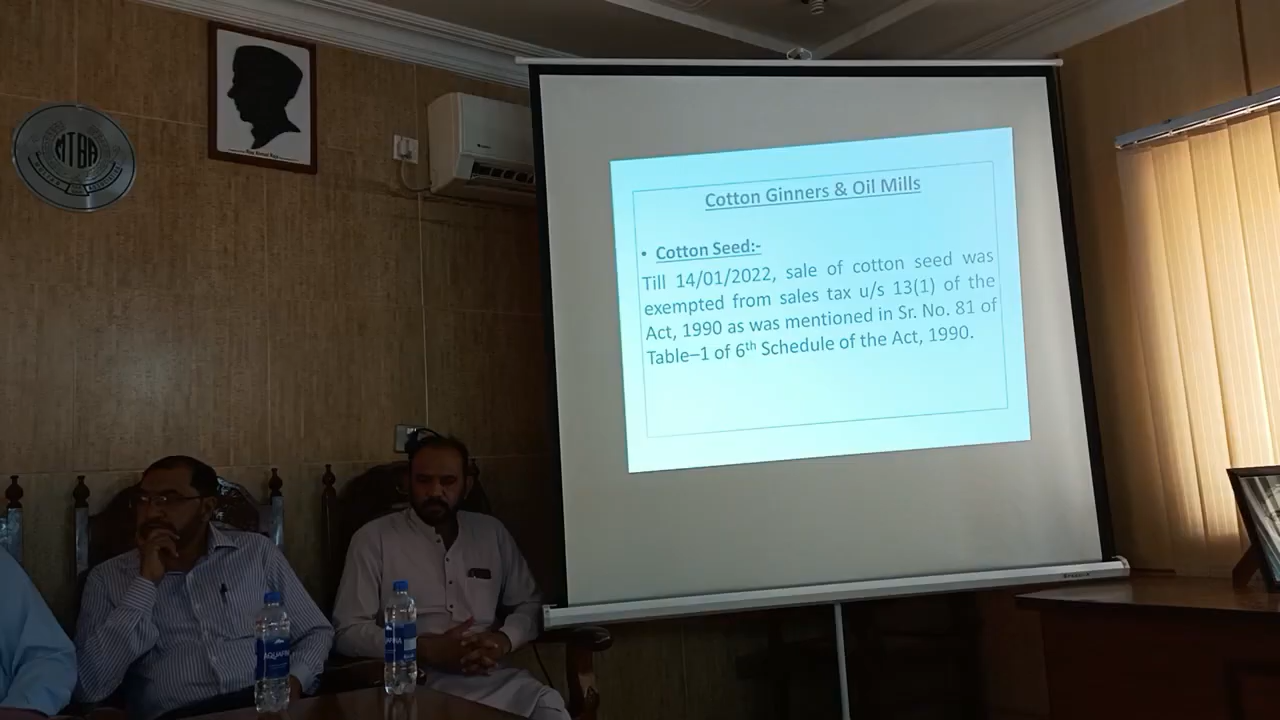 MTBA
Cotton Ginners & Oil Mills
• Cotton Seed:-
Till 14/01/2022, sale of cotton seed was
exempted from sales tax u/s 13(1) of the
Act, 1990 as was mentioned in Sr. No. 81 of
Table–1 of 6th Schedule of the Act, 1990.